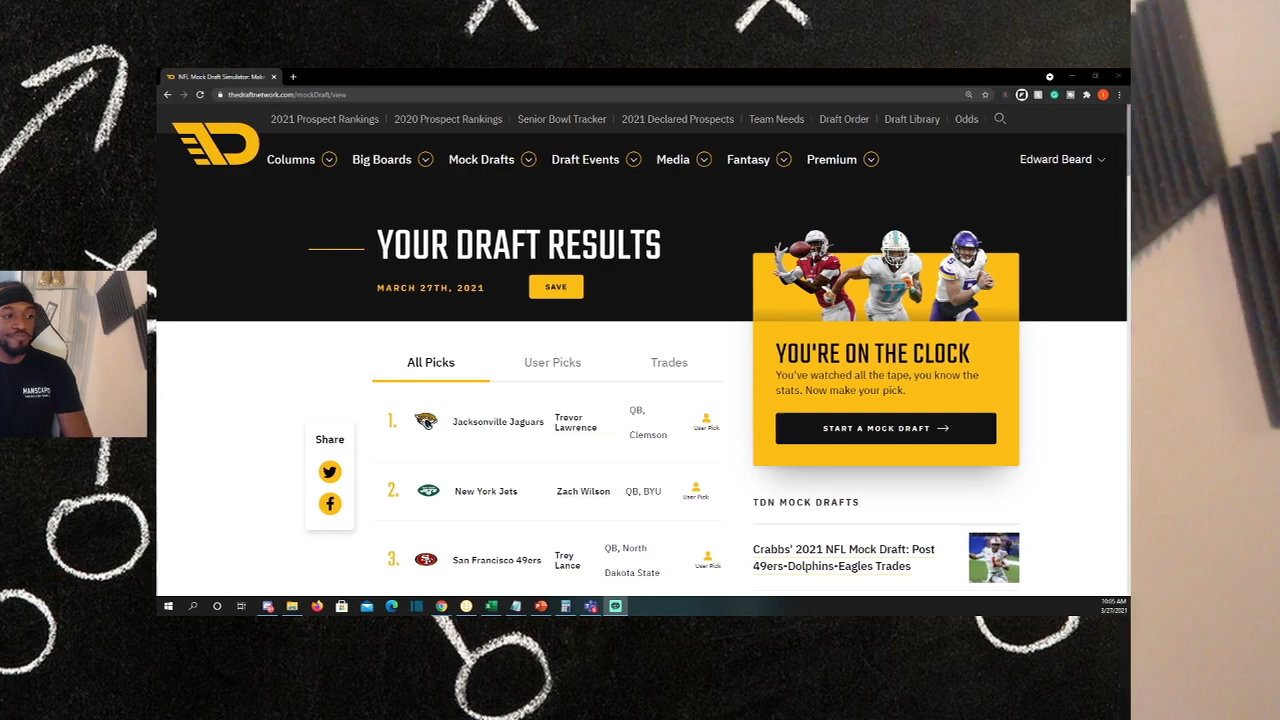 NFL Mock Draft Simulator: Mak
thedraftnetwork.com/mockDraft/view
2021 Prospect Rankings
2020 Prospect Rankings
Senior Bowl Tracker
2021 Declared Prospects
Team Needs
Draft Order
Draft Library
Odds
Columns
Big Boards
Mock Drafts
Draft Events
Media
Fantasy
Premium
Edward Beard
YOUR DRAFT RESULTS
MARCH 27TH, 2021
SAVE
YOU'RE ON THE CLOCK
You've watched all the tape, you know the
stats. Now make your pick.
START A MOCK DRAFT
All Picks
User Picks
Trades
Share
1.
Jacksonville Jaguars
Trevor
Lawrence
QB,
Clemson
User Pick
2.
New York Jets
Zach Wilson
QB, BYU
User Pick
3.
San Francisco 49ers
Trey
Lance
QB, North
Dakota State
User Pick
TDN MOCK DRAFTS
Crabbs' 2021 NFL Mock Draft: Post
49ers-Dolphins-Eagles Trades
MANSCAPED
10:05 AM
3/27/2021